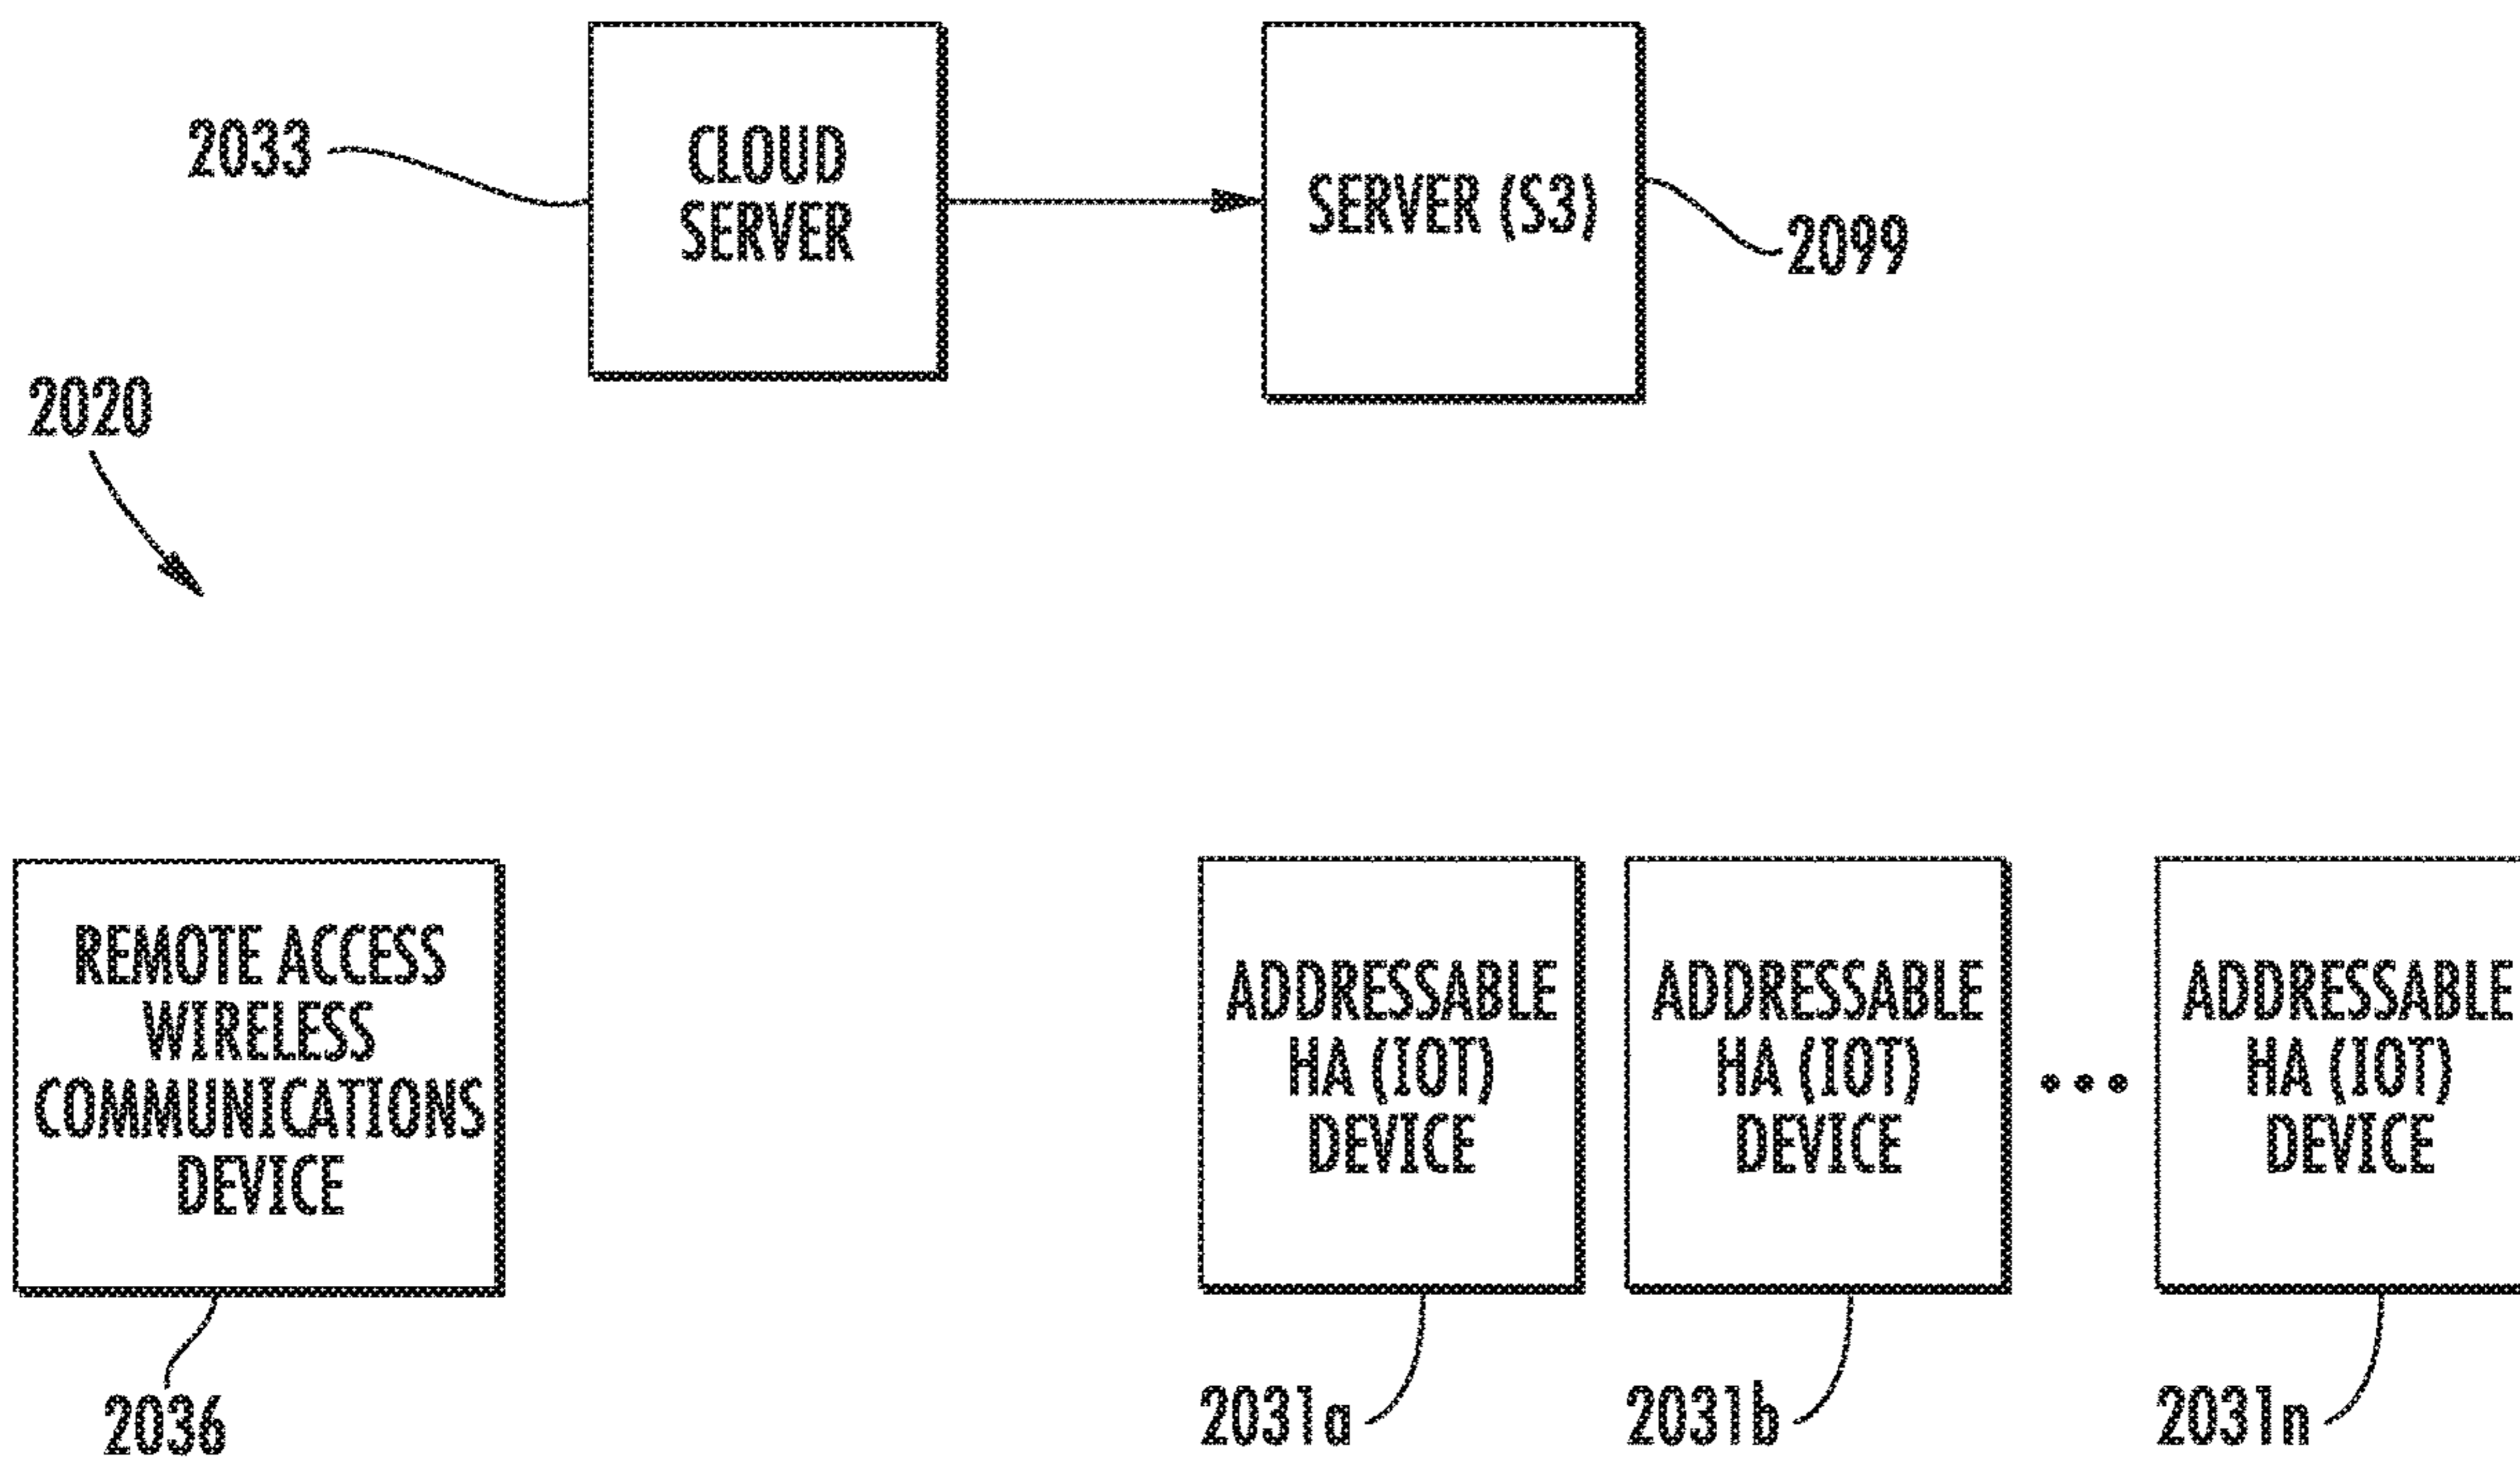 2033
CLOUD
SERVER
SERVER (S3)
2099
2020
REMOTE ACCESS
WIRELESS
COMMUNICATIONS
DEVICE
2036
ADDRESSABLE
HA (IOT)
DEVICE
2031a
ADDRESSABLE
HA (IOT)
DEVICE
2031b
ADDRESSABLE
HA (IOT)
DEVICE
2031n